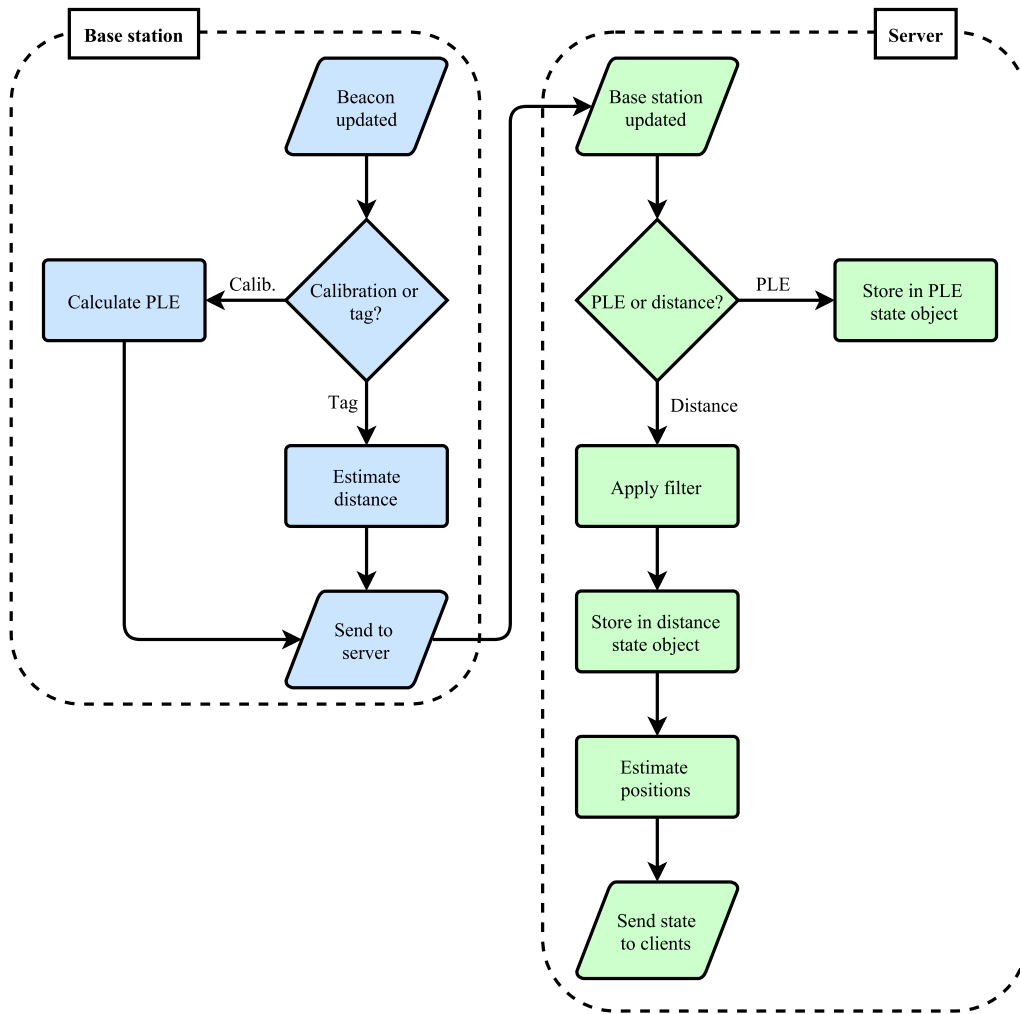 Base station
Beacon
updated
Calibration or
tag?
Calib.
Calculate PLE
Tag
Estimate
distance
Send to
server
Server
Base station
updated
PLE or distance?
PLE
Store in PLE
state object
Distance
Apply filter
Store in distance
state object
Estimate
positions
Send state
to clients